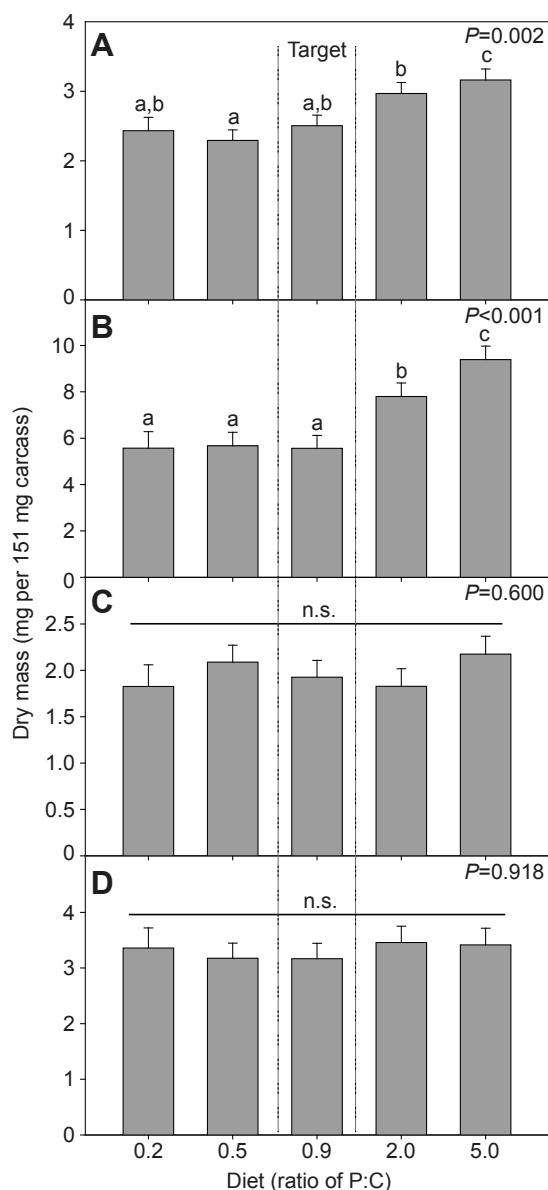 A
Target
P=0.002
a,b
a
a,b
b
c
4
3
2
1
0
B
P<0.001
a
a
a
b
c
10
8
6
4
2
0
C
P=0.600
n.s.
2.5
2.0
1.5
1.0
0.5
0
D
P=0.918
n.s.
4
3
2
1
0
Dry mass (mg per 151 mg carcass)
0.2 0.5 0.9 2.0 5.0
Diet (ratio of P:C)